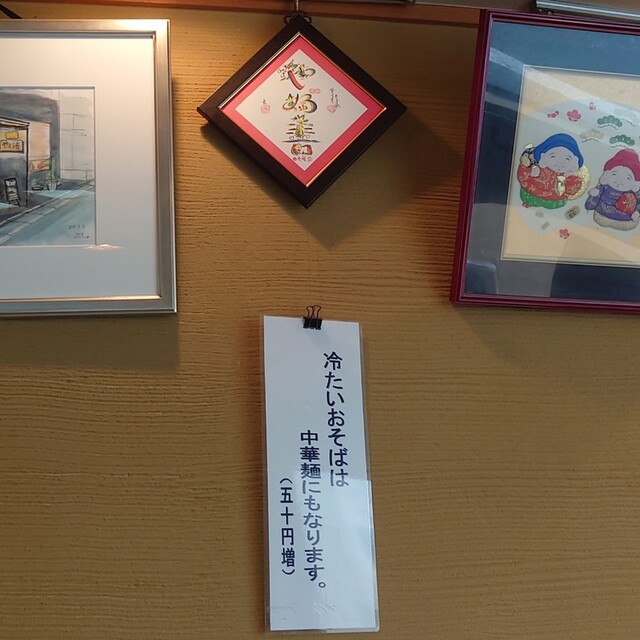 冷たいおそばは
中華麺にもなります。
（五十円増）